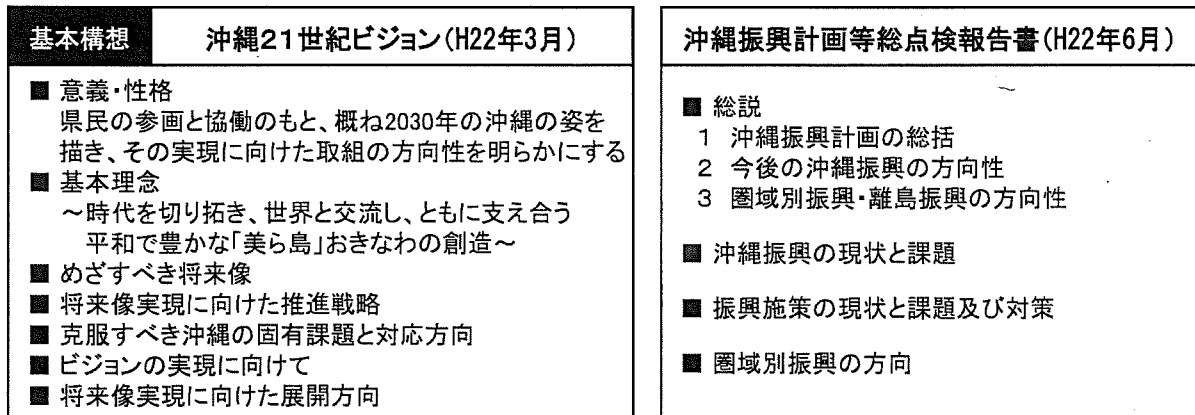 基本構想 沖縄21世紀ビジョン(H22年3月)
■ 意義・性格
県民の参画と協働のもと、概ね2030年の沖縄の姿を
描き、その実現に向けた取組の方向性を明らかにする
■ 基本理念
～時代を切り拓き、世界と交流し、ともに支え合う
平和で豊かな「美ら島」おきなわの創造～
■ めざすべき将来像
■ 将来像実現に向けた推進戦略
■ 克服すべき沖縄の固有課題と対応方向
■ ビジョンの実現に向けて
■ 将来像実現に向けた展開方向
沖縄振興計画等総点検報告書(H22年6月)
■ 総説
1 沖縄振興計画の総括
2 今後の沖縄振興の方向性
3 圏域別振興・離島振興の方向性
■ 沖縄振興の現状と課題
■ 振興施策の現状と課題及び対策
■ 圏域別振興の方向